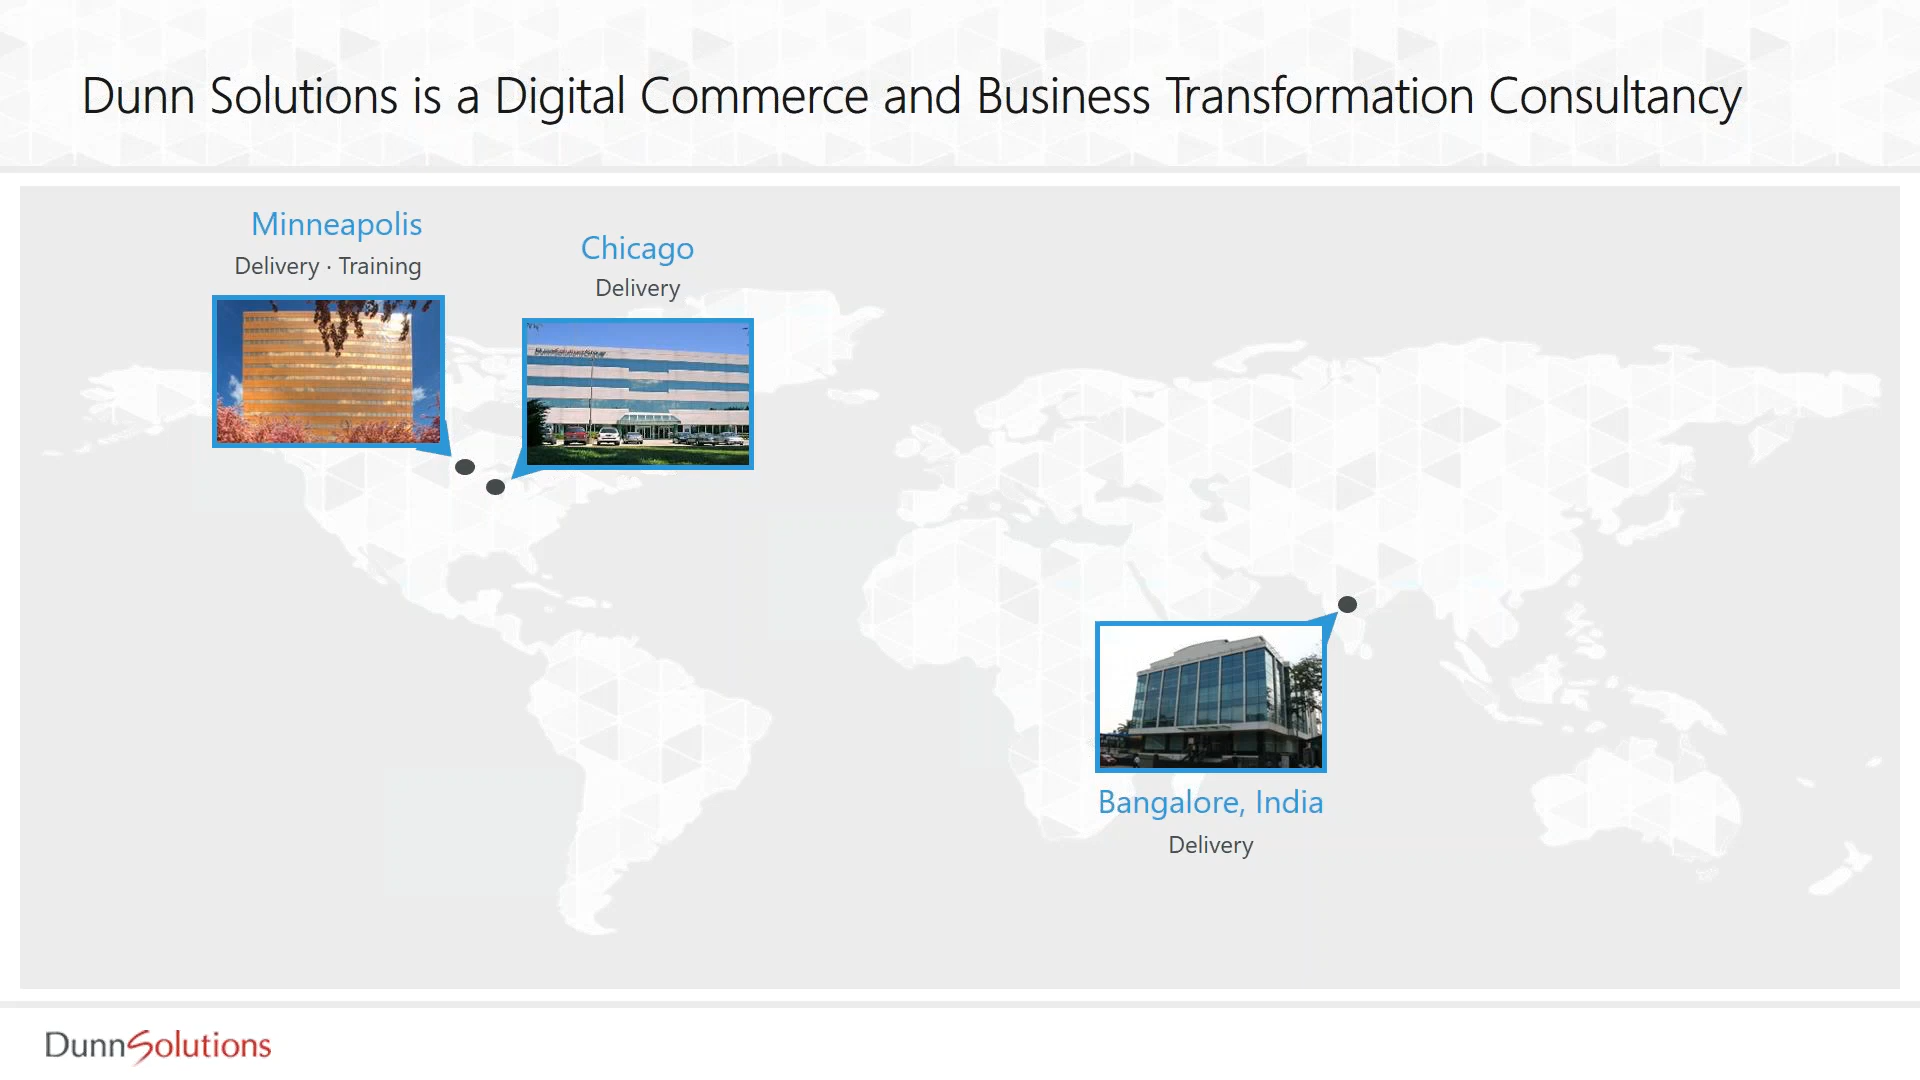 Dunn Solutions is a Digital Commerce and Business Transformation Consultancy
Minneapolis
Delivery · Training
Chicago
Delivery
Bangalore, India
Delivery
DunnSolutions